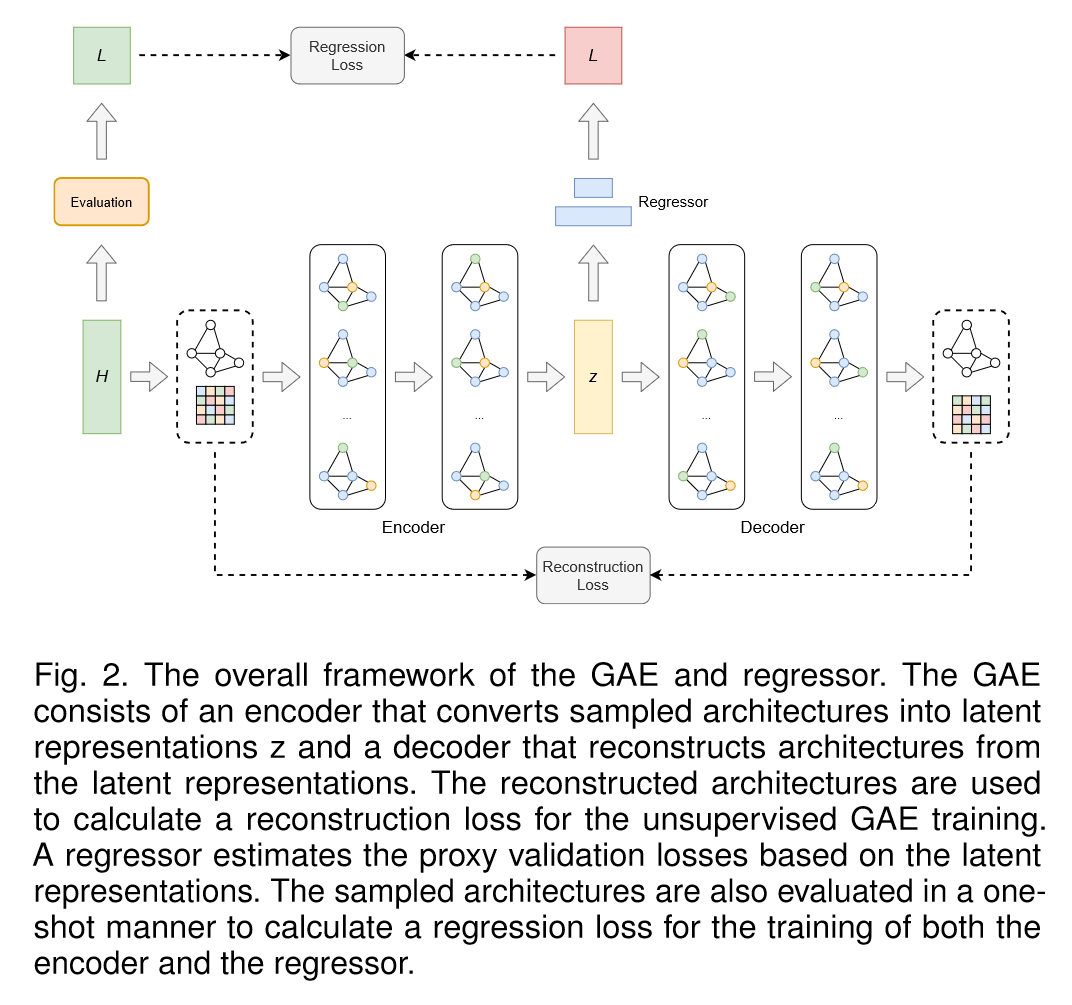 L
Regression
Loss
L
Evaluation
Regressor
H
z
...
...
...
...
Encoder
Decoder
Reconstruction
Loss
Fig. 2. The overall framework of the GAE and regressor. The GAE
consists of an encoder that converts sampled architectures into latent
representations z and a decoder that reconstructs architectures from
the latent representations. The reconstructed architectures are used
to calculate a reconstruction loss for the unsupervised GAE training.
A regressor estimates the proxy validation losses based on the latent
representations. The sampled architectures are also evaluated in a one-
shot manner to calculate a regression loss for the training of both the
encoder and the regressor.